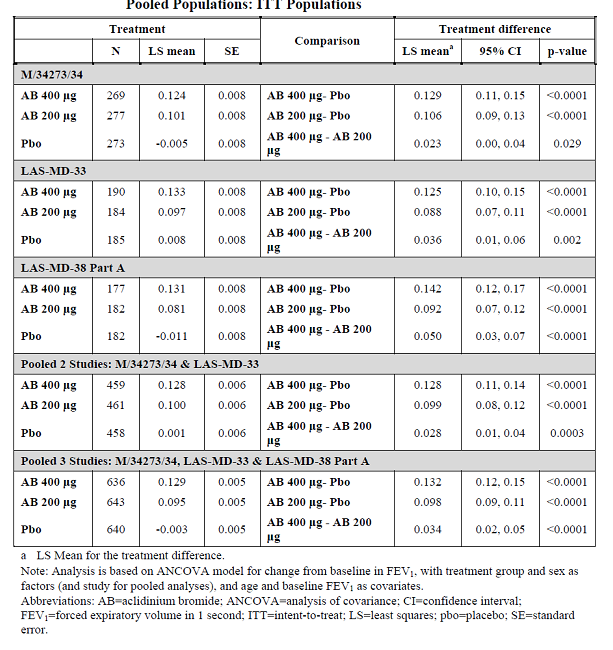 Pooled Populations: ITT Populations
Treatment Comparison Treatment difference
N LS mean SE LS meanᵃ 95% CI p-value
M/34273/34
AB 400 µg 269 0.124 0.008 AB 400 µg- Pbo 0.129 0.11, 0.15 <0.0001
AB 200 µg 277 0.101 0.008 AB 200 µg- Pbo 0.106 0.09, 0.13 <0.0001
Pbo 273 -0.005 0.008 AB 400 µg- AB 200 µg 0.023 0.00, 0.04 0.029
LAS-MD-33
AB 400 µg 190 0.133 0.008 AB 400 µg- Pbo 0.125 0.10, 0.15 <0.0001
AB 200 µg 184 0.097 0.008 AB 200 µg- Pbo 0.088 0.07, 0.11 <0.0001
Pbo 185 0.008 0.008 AB 400 µg - AB 200 µg 0.036 0.01, 0.06 0.002
LAS-MD-38 Part A
AB 400 µg 177 0.131 0.008 AB 400 µg- Pbo 0.142 0.12, 0.17 <0.0001
AB 200 µg 182 0.081 0.008 AB 200 µg- Pbo 0.092 0.07, 0.12 <0.0001
Pbo 182 -0.011 0.008 AB 400 µg - AB 200 µg 0.050 0.03, 0.07 <0.0001
Pooled 2 Studies: M/34273/34 & LAS-MD-33
AB 400 µg 459 0.128 0.006 AB 400 µg- Pbo 0.128 0.11, 0.14 <0.0001
AB 200 µg 461 0.100 0.006 AB 200 µg- Pbo 0.099 0.08, 0.12 <0.0001
Pbo 458 0.001 0.006 AB 400 µg - AB 200 µg 0.028 0.01, 0.04 0.0003
Pooled 3 Studies: M/34273/34, LAS-MD-33 & LAS-MD-38 Part A
AB 400 µg 636 0.129 0.005 AB 400 µg- Pbo 0.132 0.12, 0.15 <0.0001
AB 200 µg 643 0.095 0.005 AB 200 µg- Pbo 0.098 0.09, 0.11 <0.0001
Pbo 640 -0.003 0.005 AB 400 µg - AB 200 µg 0.034 0.02, 0.05 <0.0001
a LS Mean for the treatment difference.
Note: Analysis is based on ANCOVA model for change from baseline in FEV₁, with treatment group and sex as
factors (and study for pooled analyses), and age and baseline FEV₁ as covariates.
Abbreviations: AB=aclidinium bromide; ANCOVA=analysis of covariance; CI=confidence interval;
FEV₁=forced expiratory volume in 1 second; ITT=intent-to-treat; LS=least squares; pbo=placebo; SE=standard
error.